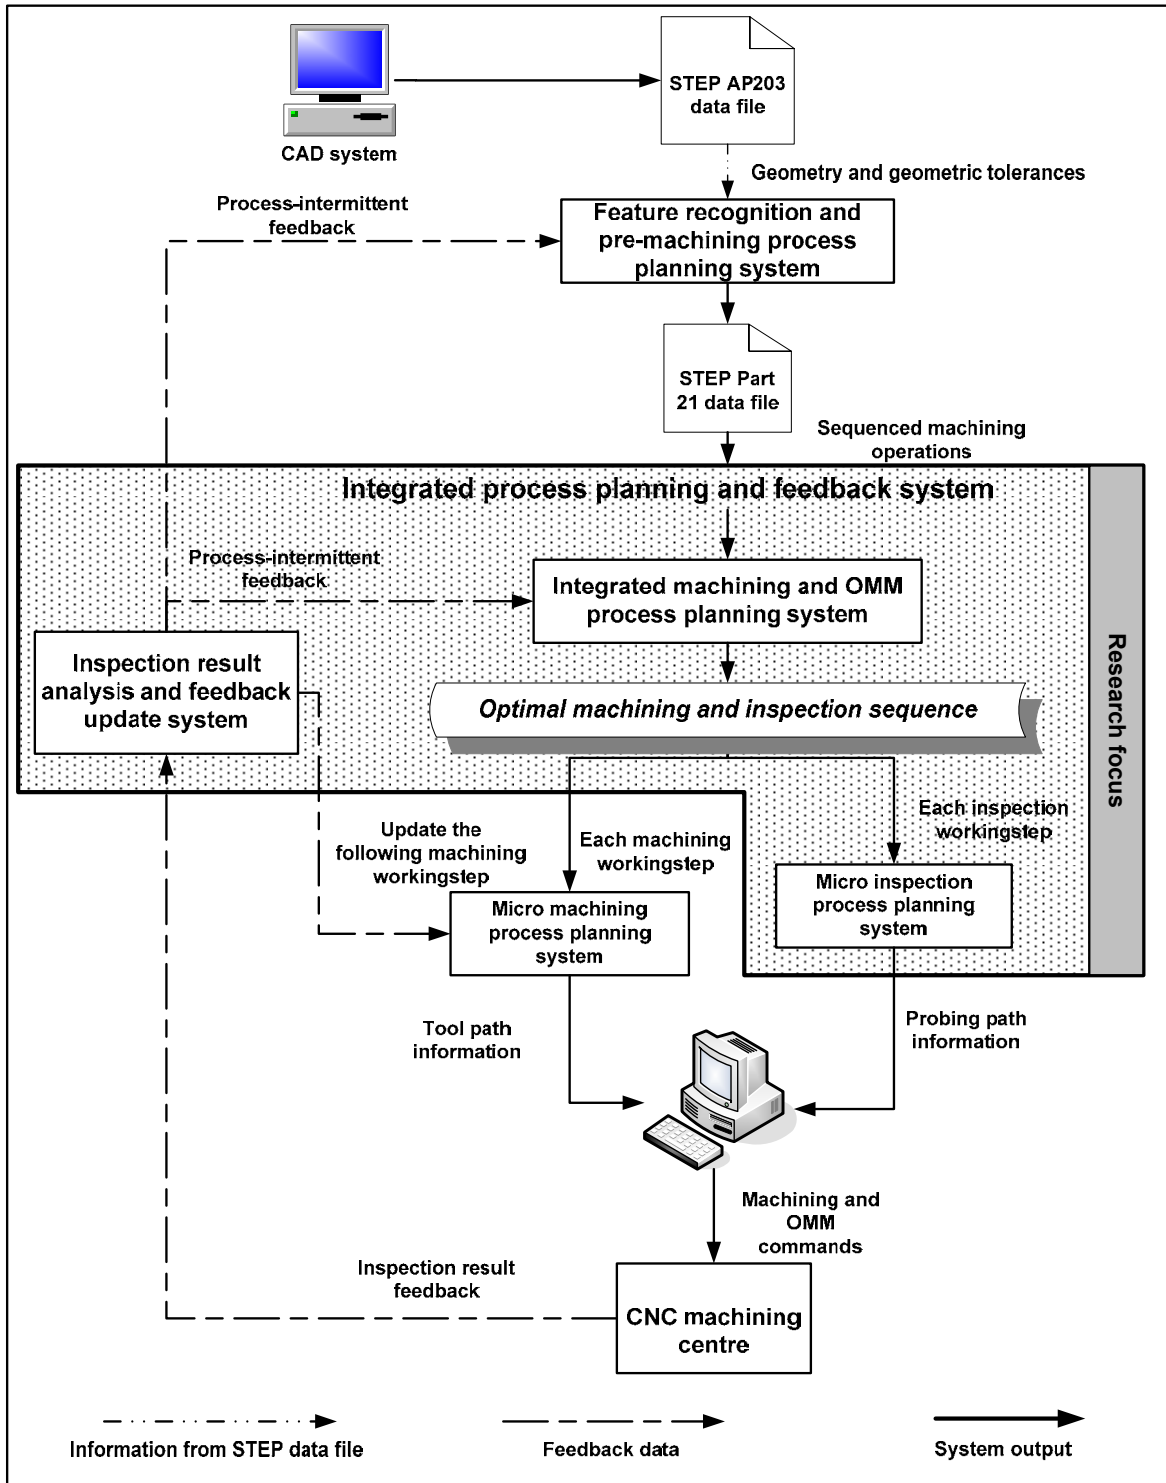 STEP AP203
data file
CAD system
Geometry and geometric tolerances
Process-intermittent
feedback
Feature recognition and
pre-machining process
planning system
STEP Part
21 data file
Sequenced machining
operations
Integrated process planning and feedback system
Process-intermittent
feedback
Integrated machining and OMM
process planning system
Inspection result
analysis and feedback
update system
Optimal machining and inspection sequence
Research focus
Update the
following machining
workingstep
Each machining
workingstep
Each inspection
workingstep
Micro machining
process planning
system
Micro inspection
process planning
system
Tool path
information
Probing path
information
Machining and
OMM
commands
Inspection result
feedback
CNC machining
centre
Information from STEP data file
Feedback data
System output